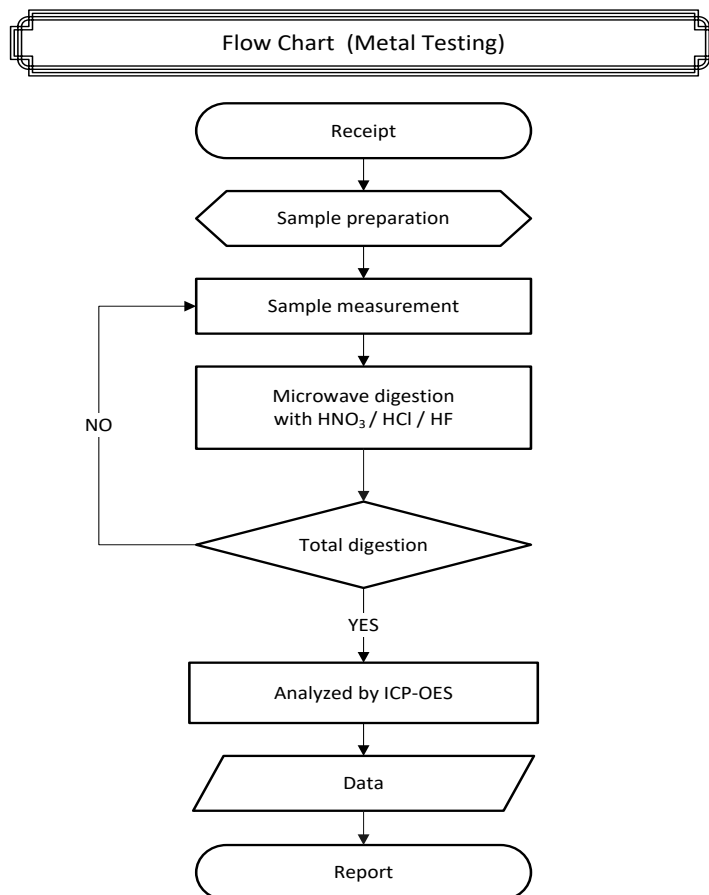 Flow Chart (Metal Testing)
Receipt
Sample preparation
Sample measurement
Microwave digestion
with HNO₃ / HCl / HF
NO
Total digestion
YES
Analyzed by ICP-OES
Data
Report